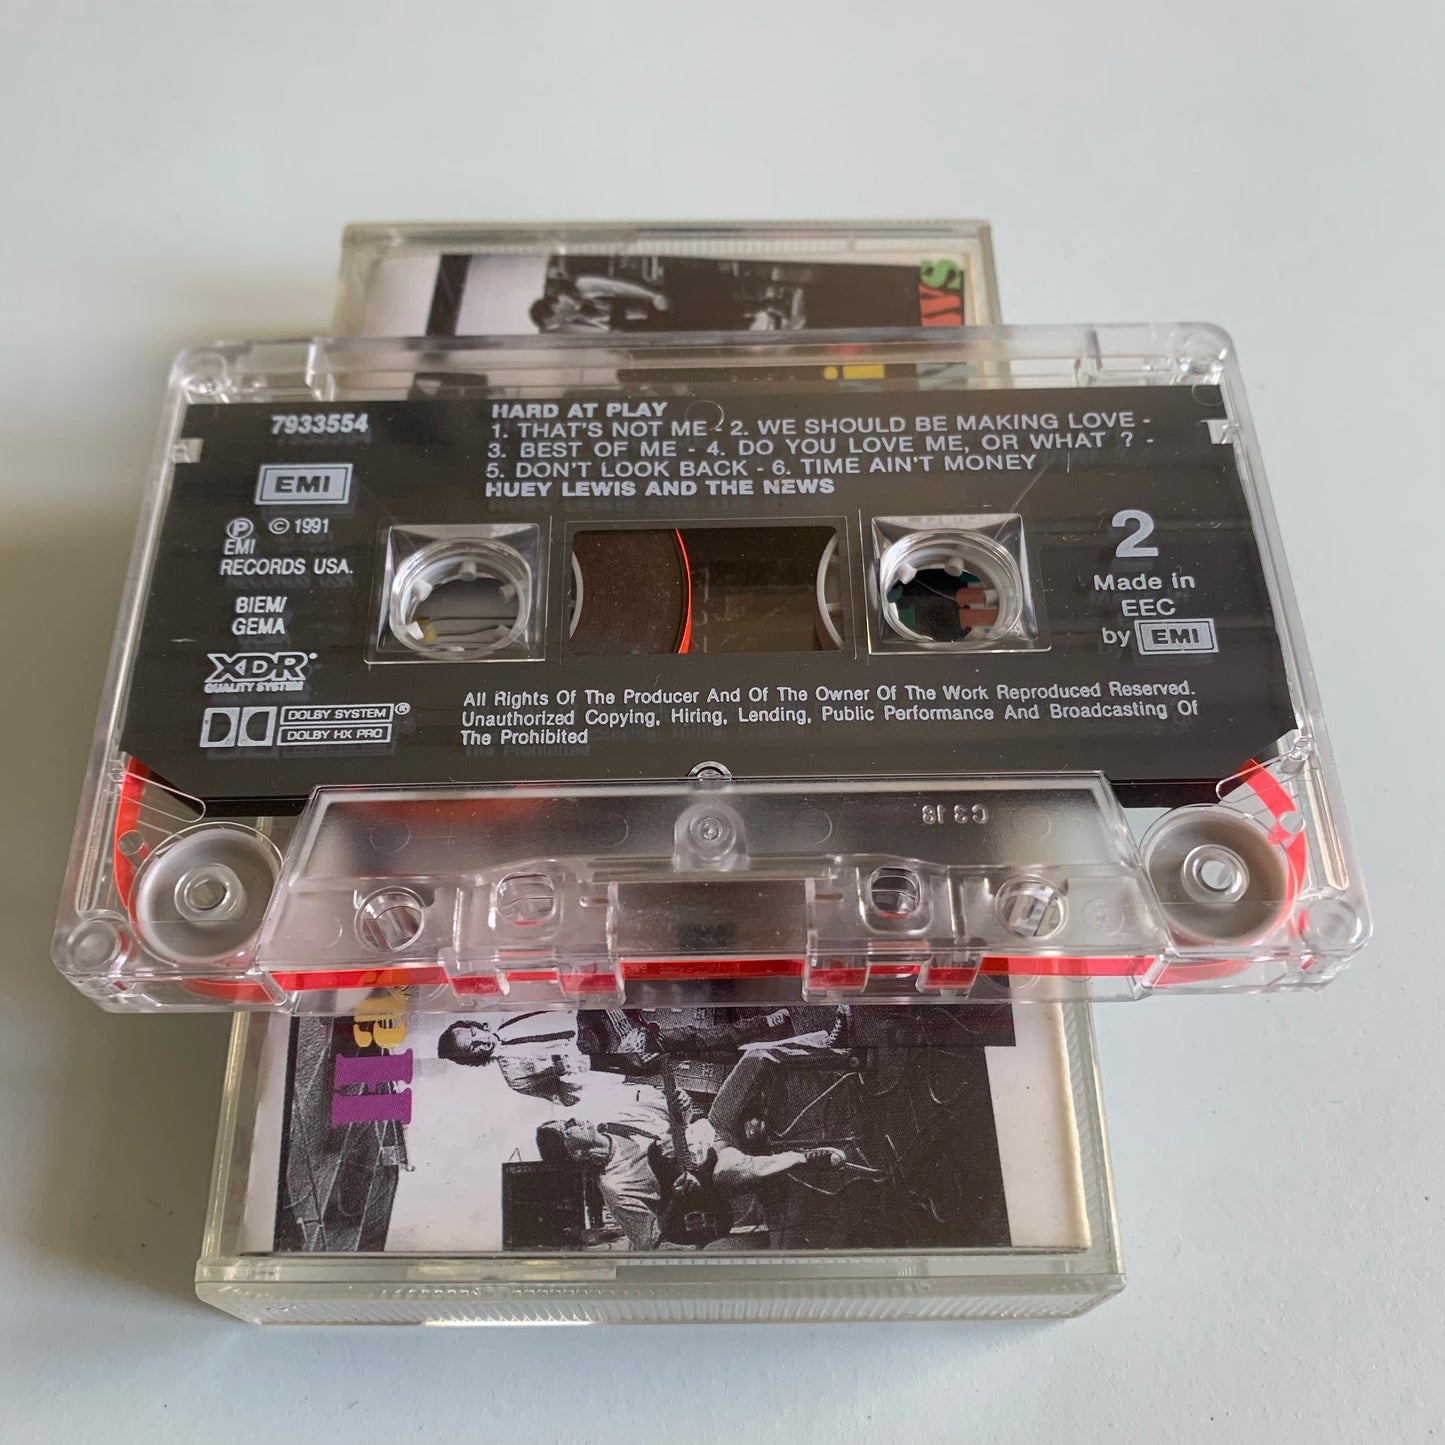 7933554
EMI
Ⓟ © 1991
EMI
RECORDS USA.
BIEM/
GEMA
XDR
QUALITY SYSTEM
DOLBY SYSTEM ®
DOLBY HX PRO
HARD AT PLAY
1. THAT'S NOT ME - 2. WE SHOULD BE MAKING LOVE -
3. BEST OF ME - 4. DO YOU LOVE ME, OR WHAT ? -
5. DON'T LOOK BACK - 6. TIME AIN'T MONEY
HUEY LEWIS AND THE NEWS
2
Made in
EEC
by EMI
All Rights Of The Producer And Of The Owner Of The Work Reproduced Reserved.
Unauthorized Copying, Hiring, Lending, Public Performance And Broadcasting Of
The Prohibited
Ha
ws